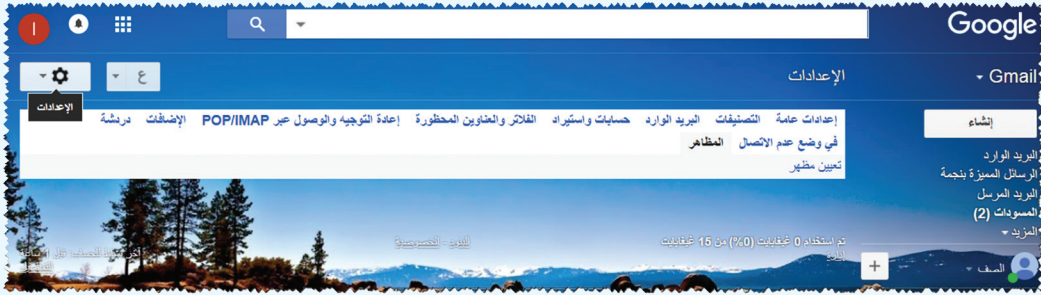 Google
Gmail
الإعدادات
ع
الإعدادات
إنشاء
البريد الوارد
الرسائل المميزة بنجمة
البريد المرسل
المسودات (2)
المزيد
الصف
إعدادات عامة التصنيفات البريد الوارد حسابات واستيراد الفلاتر والعناوين المحظورة إعادة التوجيه والوصول عبر POP/IMAP الإضافات دردشة
في وضع عدم الاتصال المظاهر
تعيين مظهر
تم استخدام 0 غيغابايت (0%) من 15 غيغابايت
إدارة
البنود - الخصوصية